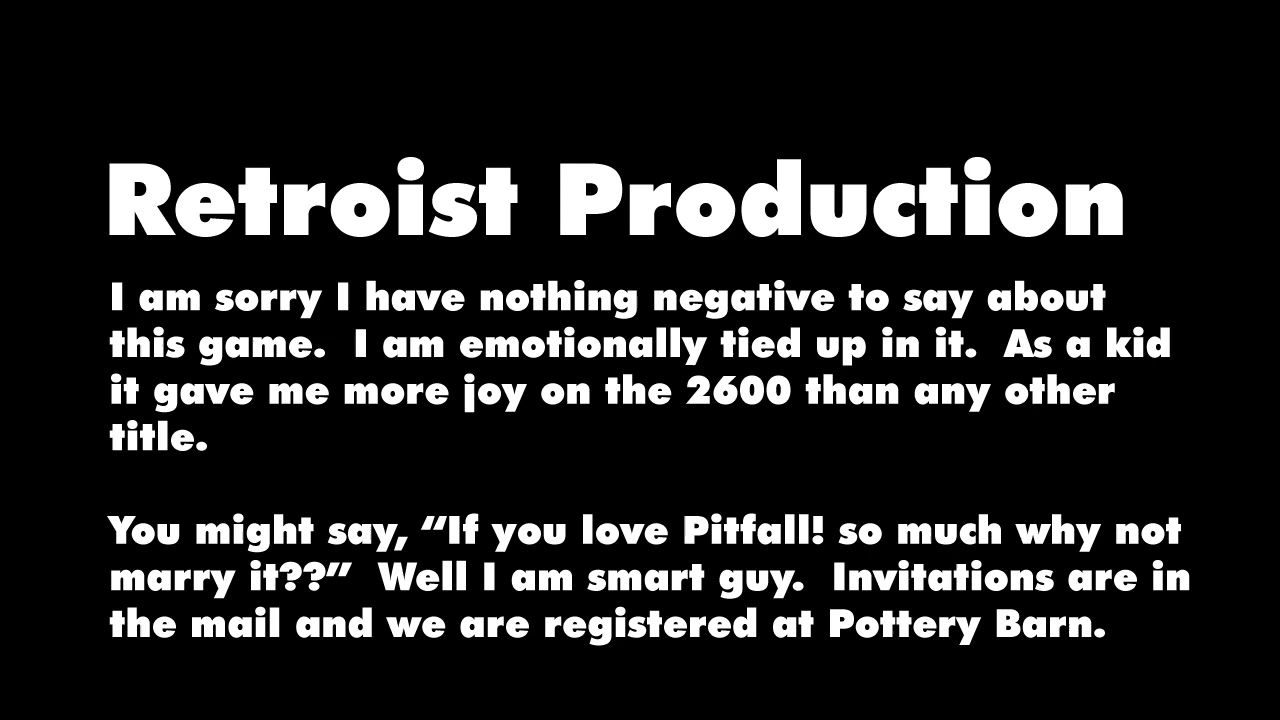 Retroist Production
I am sorry I have nothing negative to say about
this game.  I am emotionally tied up in it.  As a kid
it gave me more joy on the 2600 than any other
title.
You might say, “If you love Pitfall! so much why not
marry it??”  Well I am smart guy.  Invitations are in
the mail and we are registered at Pottery Barn.